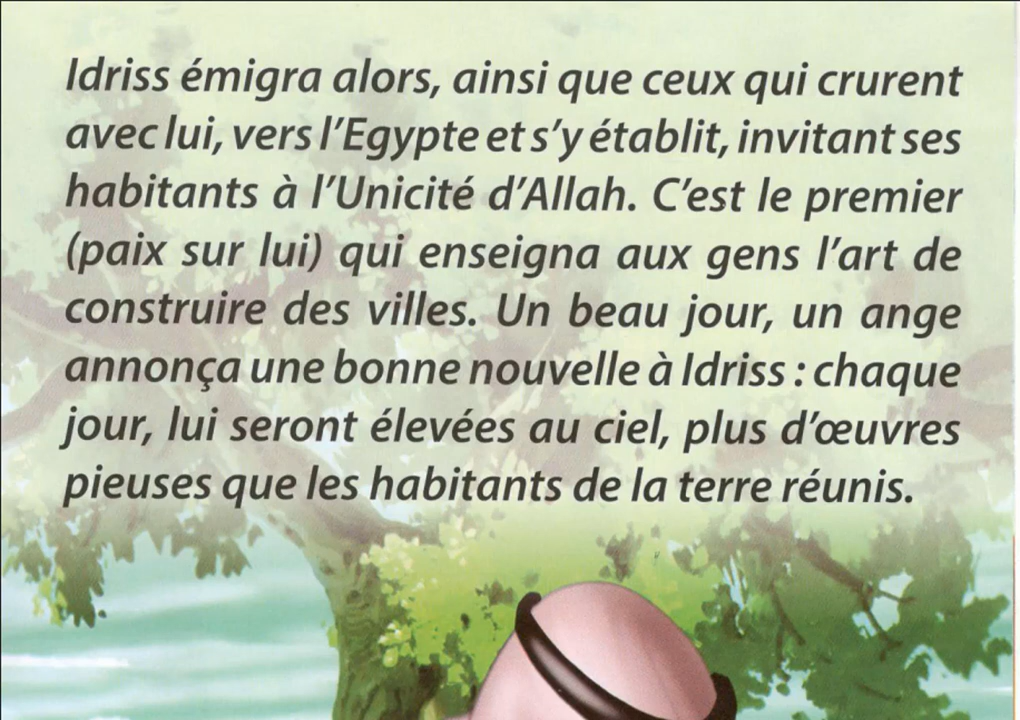 Idriss émigra alors, ainsi que ceux qui crurent
avec lui, vers l’Egypte et s’y établit, invitant ses
habitants à l’Unicité d’Allah. C’est le premier
(paix sur lui) qui enseigna aux gens l’art de
construire des villes. Un beau jour, un ange
annonça une bonne nouvelle à Idriss : chaque
jour, lui seront élevées au ciel, plus d’œuvres
pieuses que les habitants de la terre réunis.